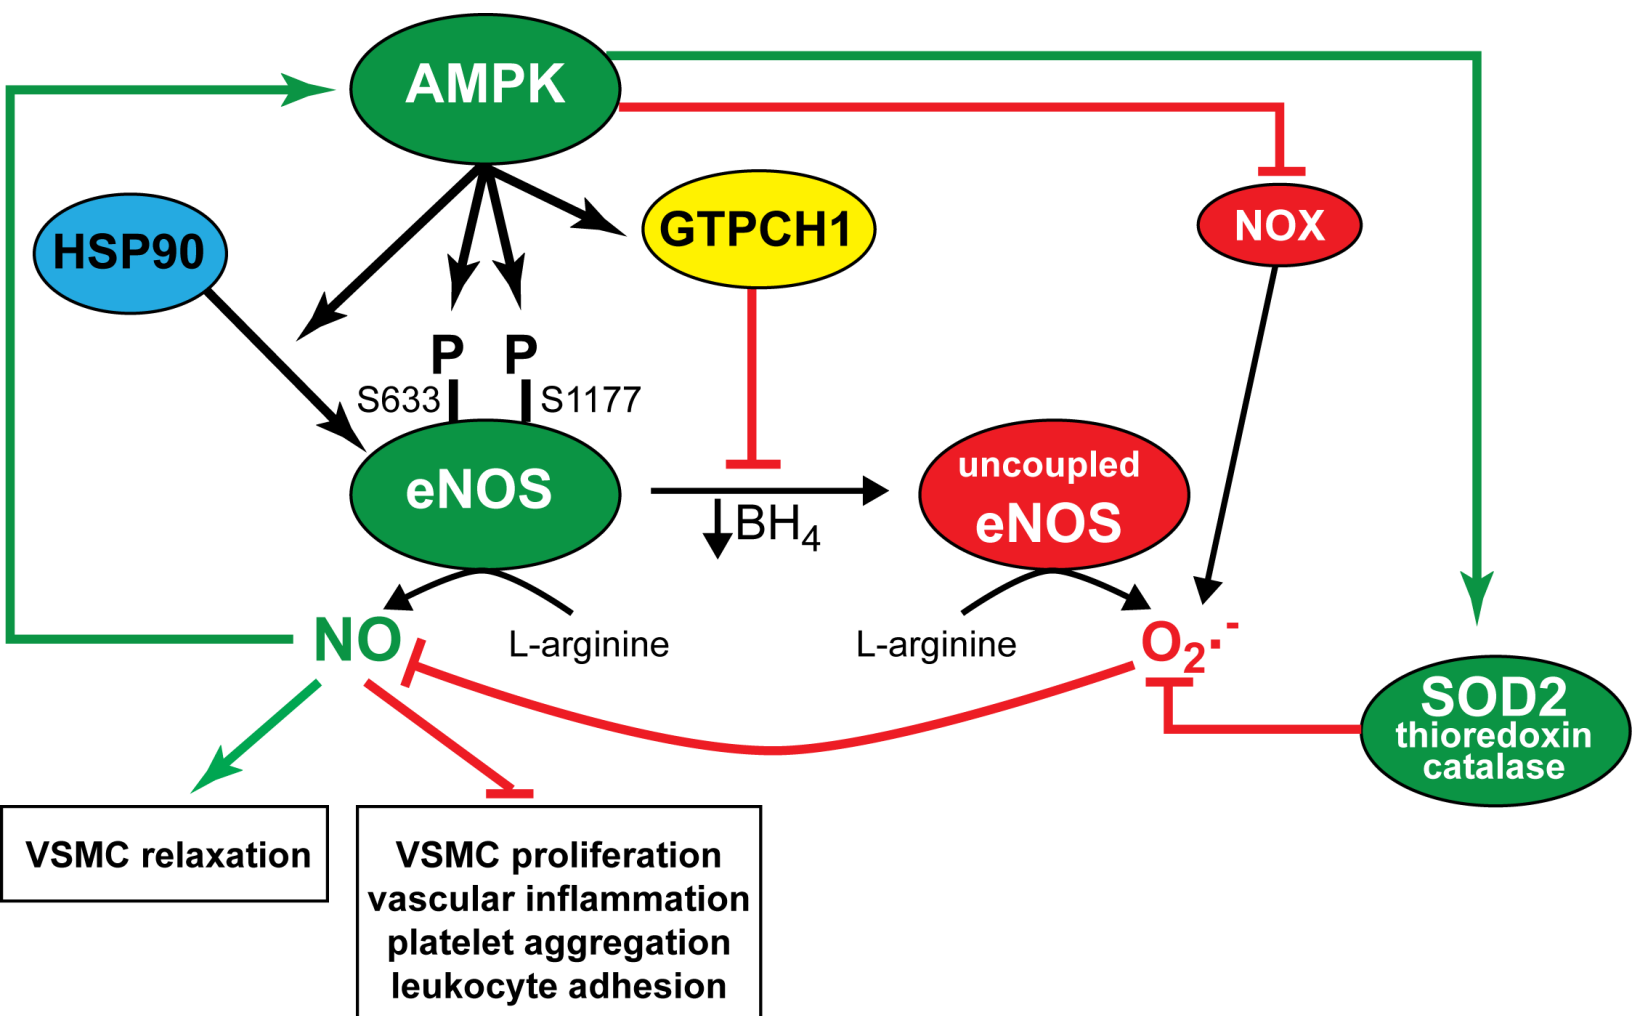 AMPK
HSP90
GTPCH1
NOX
P P
S633 S1177
eNOS
BH4
uncoupled
eNOS
NO
L-arginine
L-arginine
O2·-
SOD2
thioredoxin
catalase
VSMC relaxation
VSMC proliferation
vascular inflammation
platelet aggregation
leukocyte adhesion